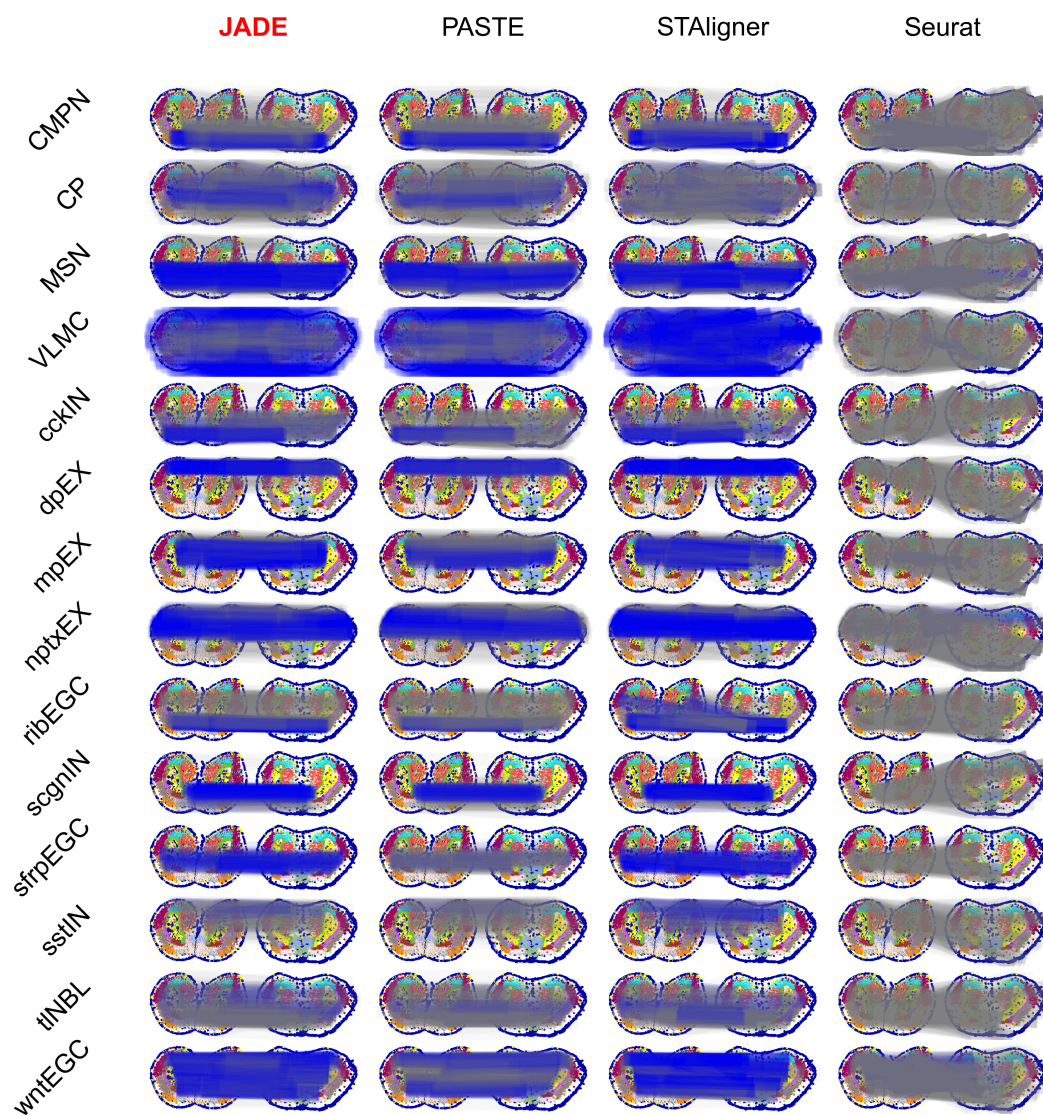 JADE PASTE STAligner Seurat
CMPN
CP
MSN
VLMC
cckIN
dpEX
mpEX
nptxEX
ribEGC
scgnIN
sfrpEGC
sstIN
tlNBL
wntEGC